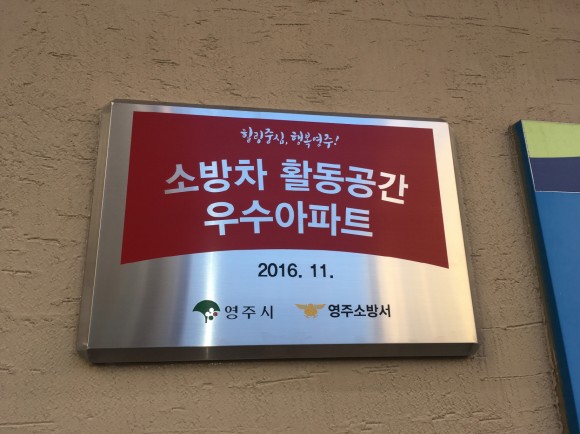 힐링중심, 행복영주!
소방차 활동공간
우수아파트
2016. 11.
영주시 영주소방서